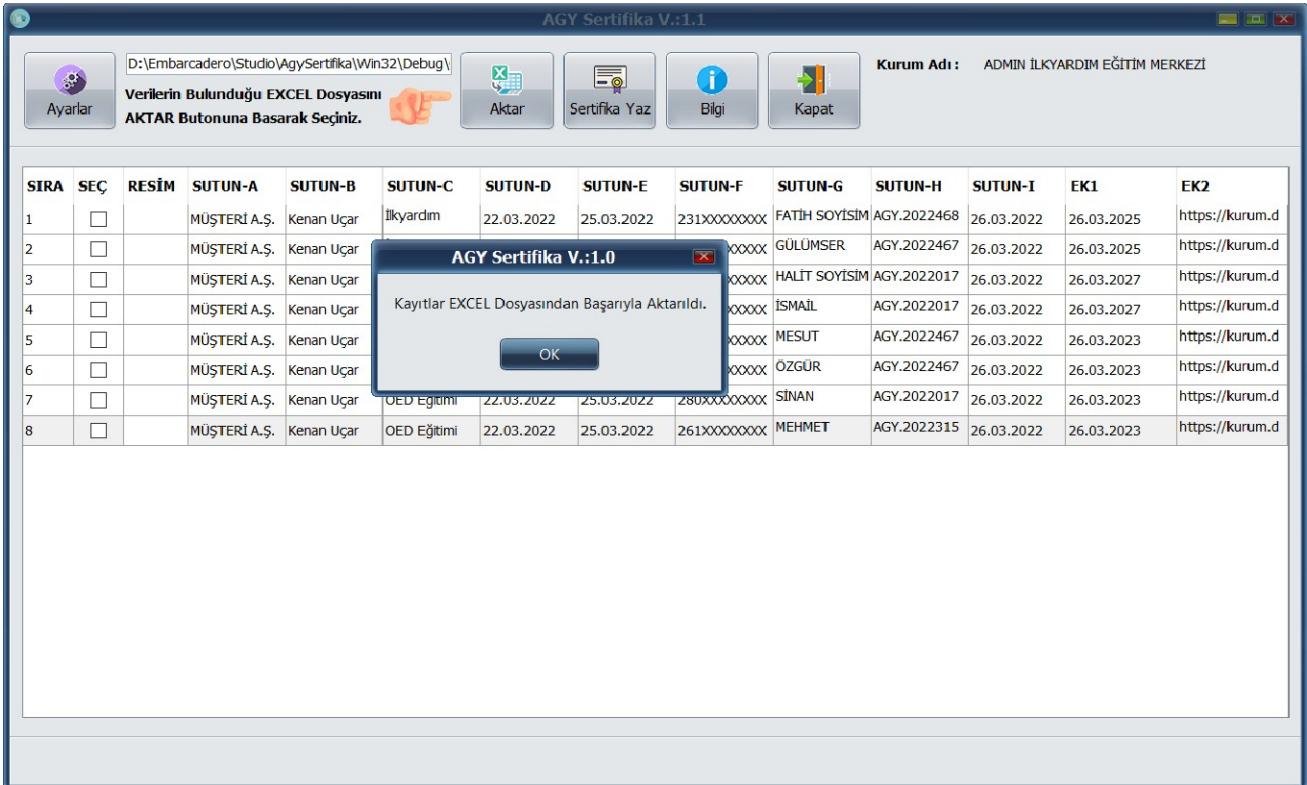 AGY Sertifika V.:1.1
D:\Embarcadero\Studio\AgySertifika\Win32\Debug\
Verilerin Bulunduğu EXCEL Dosyasını
AKTAR Butonuna Basarak Seçiniz.
Ayarlar
Aktar
Sertifika Yaz
Bilgi
Kapat
Kurum Adı : ADMIN İLKYARDIM EĞİTİM MERKEZİ
SIRA SEÇ RESİM SUTUN-A SUTUN-B SUTUN-C SUTUN-D SUTUN-E SUTUN-F SUTUN-G SUTUN-H SUTUN-I EK1 EK2
1 MÜŞTERİ A.Ş. Kenan Uçar İlkyardım 22.03.2022 25.03.2022 231XXXXXXXX FATİH SOYİSİM AGY.2022468 26.03.2022 26.03.2025 https://kurum.d
2 MÜŞTERİ A.Ş. Kenan Uçar XXXXX GÜLÜMSER AGY.2022467 26.03.2022 26.03.2025 https://kurum.d
3 MÜŞTERİ A.Ş. Kenan Uçar XXXXX HALİT SOYİSİM AGY.2022017 26.03.2022 26.03.2027 https://kurum.d
4 MÜŞTERİ A.Ş. Kenan Uçar XXXXX İSMAİL AGY.2022017 26.03.2022 26.03.2027 https://kurum.d
5 MÜŞTERİ A.Ş. Kenan Uçar XXXXX MESUT AGY.2022467 26.03.2022 26.03.2023 https://kurum.d
6 MÜŞTERİ A.Ş. Kenan Uçar XXXXX ÖZGÜR AGY.2022467 26.03.2022 26.03.2023 https://kurum.d
7 MÜŞTERİ A.Ş. Kenan Uçar OED Eğitimi 22.03.2022 25.03.2022 280XXXXXXXX SİNAN AGY.2022017 26.03.2022 26.03.2023 https://kurum.d
8 MÜŞTERİ A.Ş. Kenan Uçar OED Eğitimi 22.03.2022 25.03.2022 261XXXXXXXX MEHMET AGY.2022315 26.03.2022 26.03.2023 https://kurum.d
AGY Sertifika V.:1.0
Kayıtlar EXCEL Dosyasından Başarıyla Aktarıldı.
OK